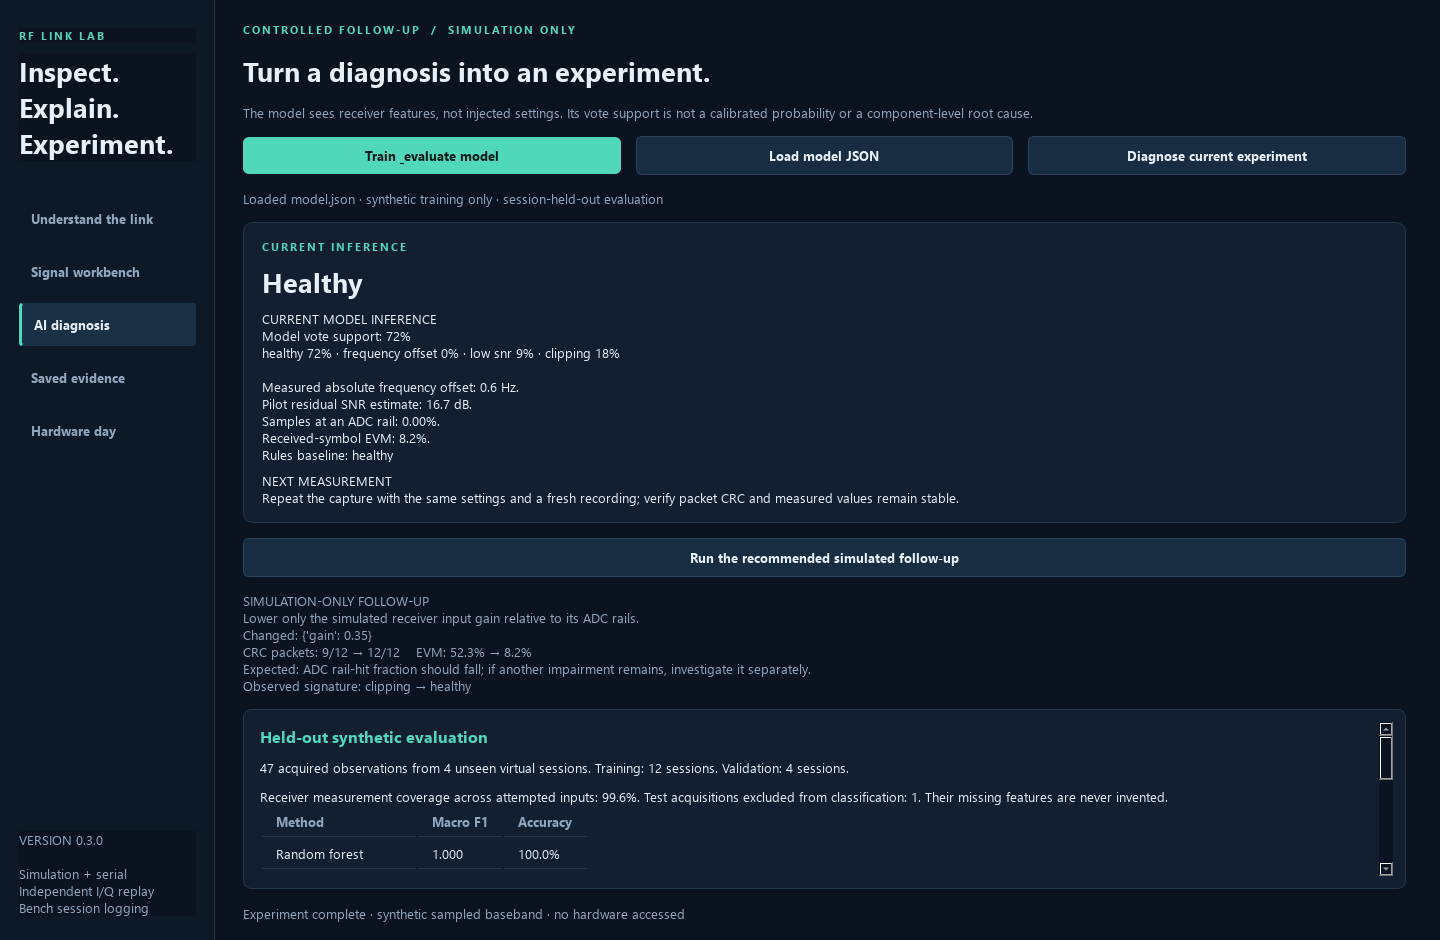 RF LINK LAB
Inspect.
Explain.
Experiment.
Understand the link
Signal workbench
AI diagnosis
Saved evidence
Hardware day
VERSION 0.3.0
Simulation + serial
Independent I/Q replay
Bench session logging
CONTROLLED FOLLOW-UP / SIMULATION ONLY
Turn a diagnosis into an experiment.
The model sees receiver features, not injected settings. Its vote support is not a calibrated probability or a component-level root cause.
Train _evaluate model
Load model JSON
Diagnose current experiment
Loaded model.json · synthetic training only · session-held-out evaluation
CURRENT INFERENCE
Healthy
CURRENT MODEL INFERENCE
Model vote support: 72%
healthy 72% · frequency offset 0% · low snr 9% · clipping 18%
Measured absolute frequency offset: 0.6 Hz.
Pilot residual SNR estimate: 16.7 dB.
Samples at an ADC rail: 0.00%.
Received-symbol EVM: 8.2%.
Rules baseline: healthy
NEXT MEASUREMENT
Repeat the capture with the same settings and a fresh recording; verify packet CRC and measured values remain stable.
Run the recommended simulated follow-up
SIMULATION-ONLY FOLLOW-UP
Lower only the simulated receiver input gain relative to its ADC rails.
Changed: {'gain': 0.35}
CRC packets: 9/12 → 12/12 EVM: 52.3% → 8.2%
Expected: ADC rail-hit fraction should fall; if another impairment remains, investigate it separately.
Observed signature: clipping → healthy
Held-out synthetic evaluation
47 acquired observations from 4 unseen virtual sessions. Training: 12 sessions. Validation: 4 sessions.
Receiver measurement coverage across attempted inputs: 99.6%. Test acquisitions excluded from classification: 1. Their missing features are never invented.
Method Macro F1 Accuracy
Random forest 1.000 100.0%
Experiment complete · synthetic sampled baseband · no hardware accessed